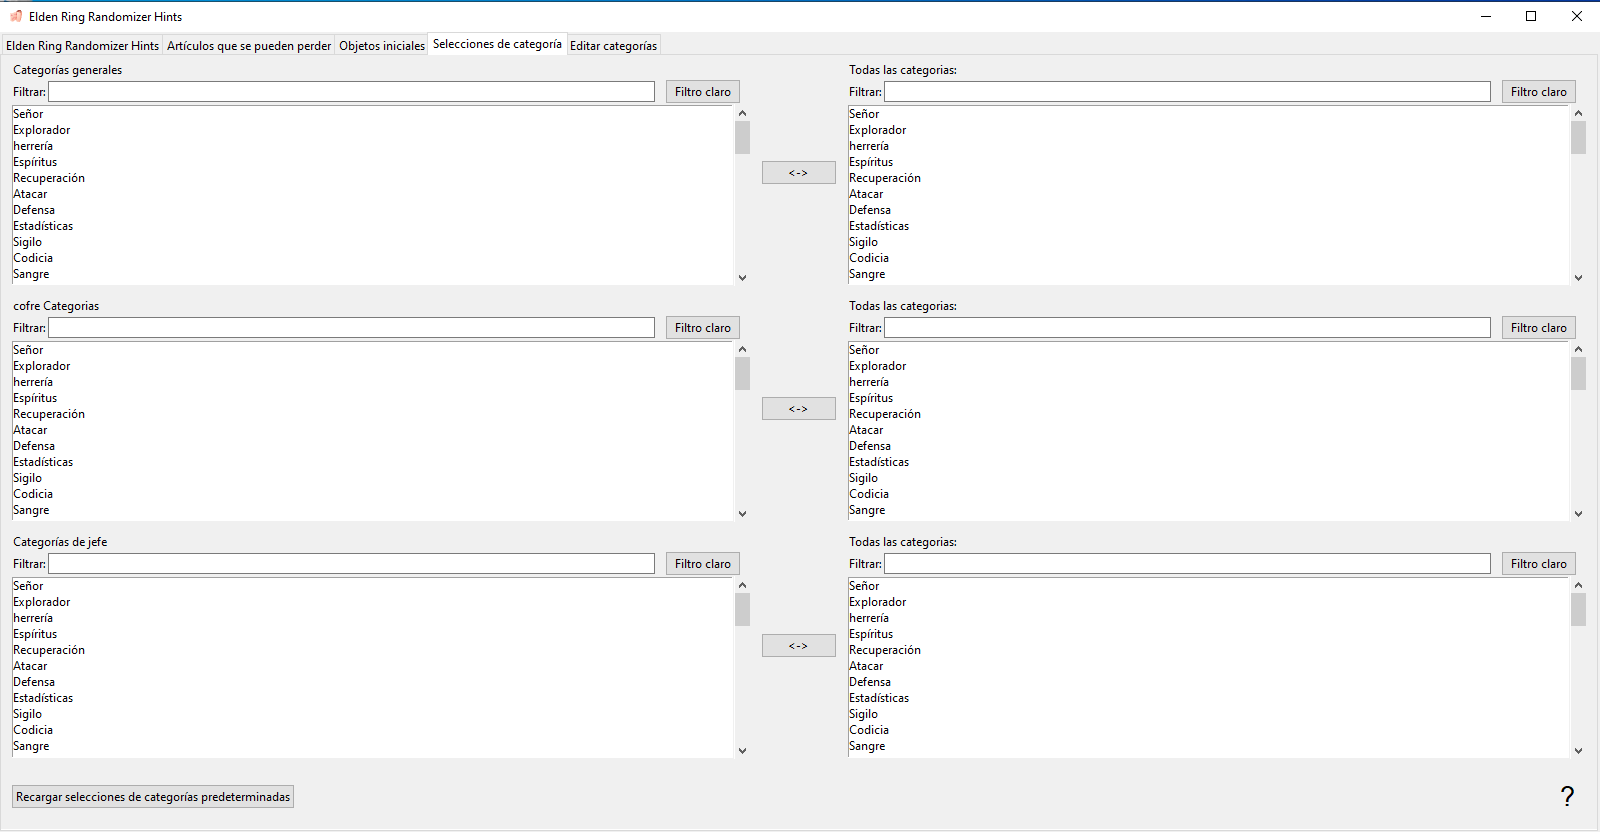 Elden Ring Randomizer Hints
Elden Ring Randomizer Hints
Artículos que se pueden perder
Objetos iniciales
Selecciones de categoría
Editar categorías
Categorías generales
Filtrar:
Filtro claro
Señor
Explorador
herrería
Espíritus
Recuperación
Atacar
Defensa
Estadísticas
Sigilo
Codicia
Sangre
<->
Todas las categorias:
Filtrar:
Filtro claro
Señor
Explorador
herrería
Espíritus
Recuperación
Atacar
Defensa
Estadísticas
Sigilo
Codicia
Sangre
cofre Categorias
Filtrar:
Filtro claro
Señor
Explorador
herrería
Espíritus
Recuperación
Atacar
Defensa
Estadísticas
Sigilo
Codicia
Sangre
<->
Todas las categorias:
Filtrar:
Filtro claro
Señor
Explorador
herrería
Espíritus
Recuperación
Atacar
Defensa
Estadísticas
Sigilo
Codicia
Sangre
Categorías de jefe
Filtrar:
Filtro claro
Señor
Explorador
herrería
Espíritus
Recuperación
Atacar
Defensa
Estadísticas
Sigilo
Codicia
Sangre
<->
Todas las categorias:
Filtrar:
Filtro claro
Señor
Explorador
herrería
Espíritus
Recuperación
Atacar
Defensa
Estadísticas
Sigilo
Codicia
Sangre
Recargar selecciones de categorías predeterminadas
?